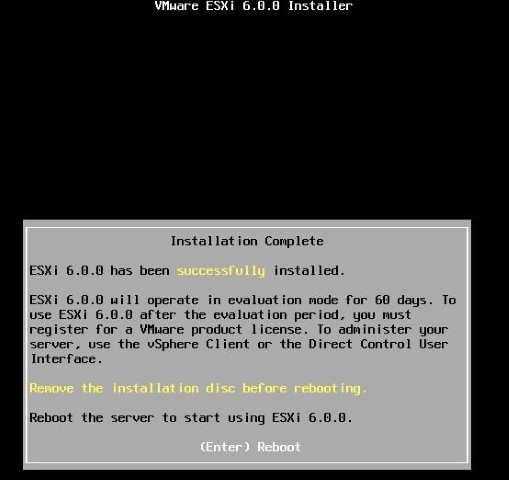 VMware ESXi 6.0.0 Installer
Installation Complete
ESXi 6.0.0 has been successfully installed.
ESXi 6.0.0 will operate in evaluation mode for 60 days. To
use ESXi 6.0.0 after the evaluation period, you must
register for a VMware product license. To administer your
server, use the vSphere Client or the Direct Control User
Interface.
Remove the installation disc before rebooting.
Reboot the server to start using ESXi 6.0.0.
(Enter) Reboot